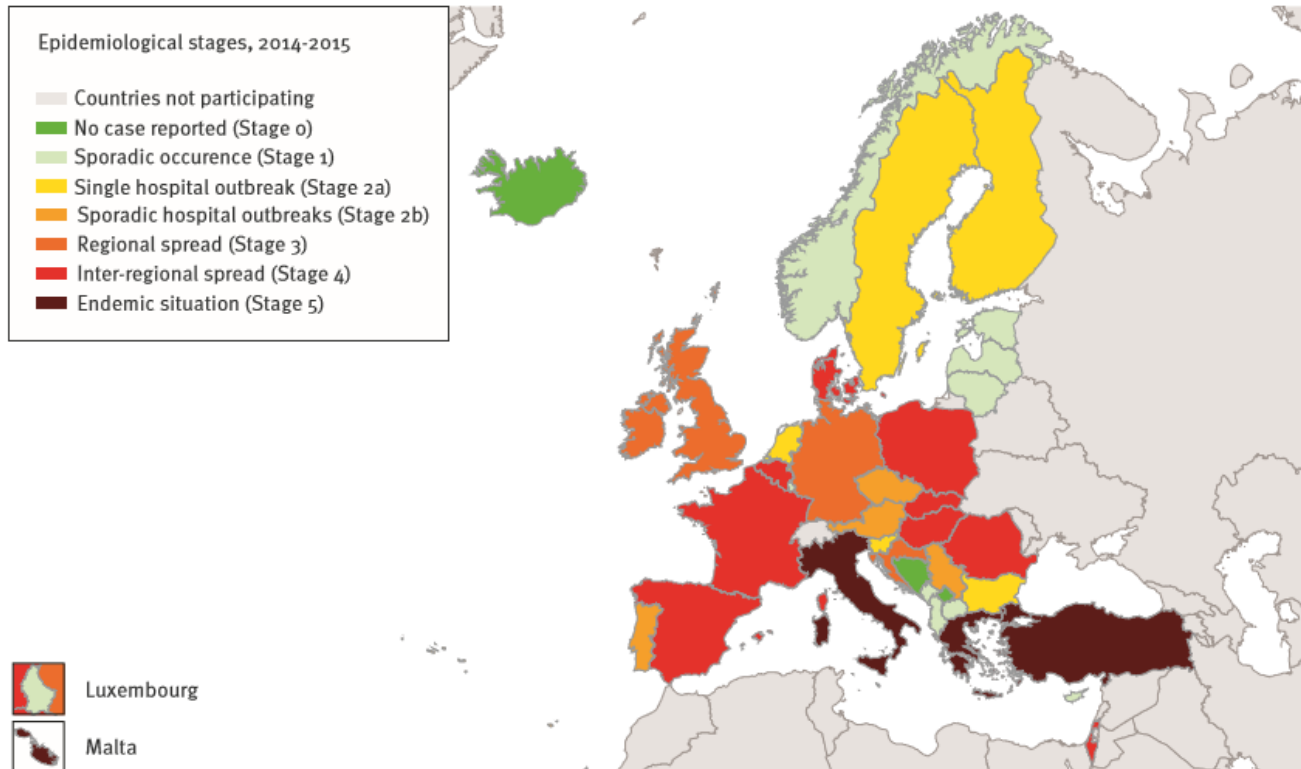 Epidemiological stages, 2014-2015
Countries not participating
No case reported (Stage 0)
Sporadic occurence (Stage 1)
Single hospital outbreak (Stage 2a)
Sporadic hospital outbreaks (Stage 2b)
Regional spread (Stage 3)
Inter-regional spread (Stage 4)
Endemic situation (Stage 5)
Luxembourg
Malta